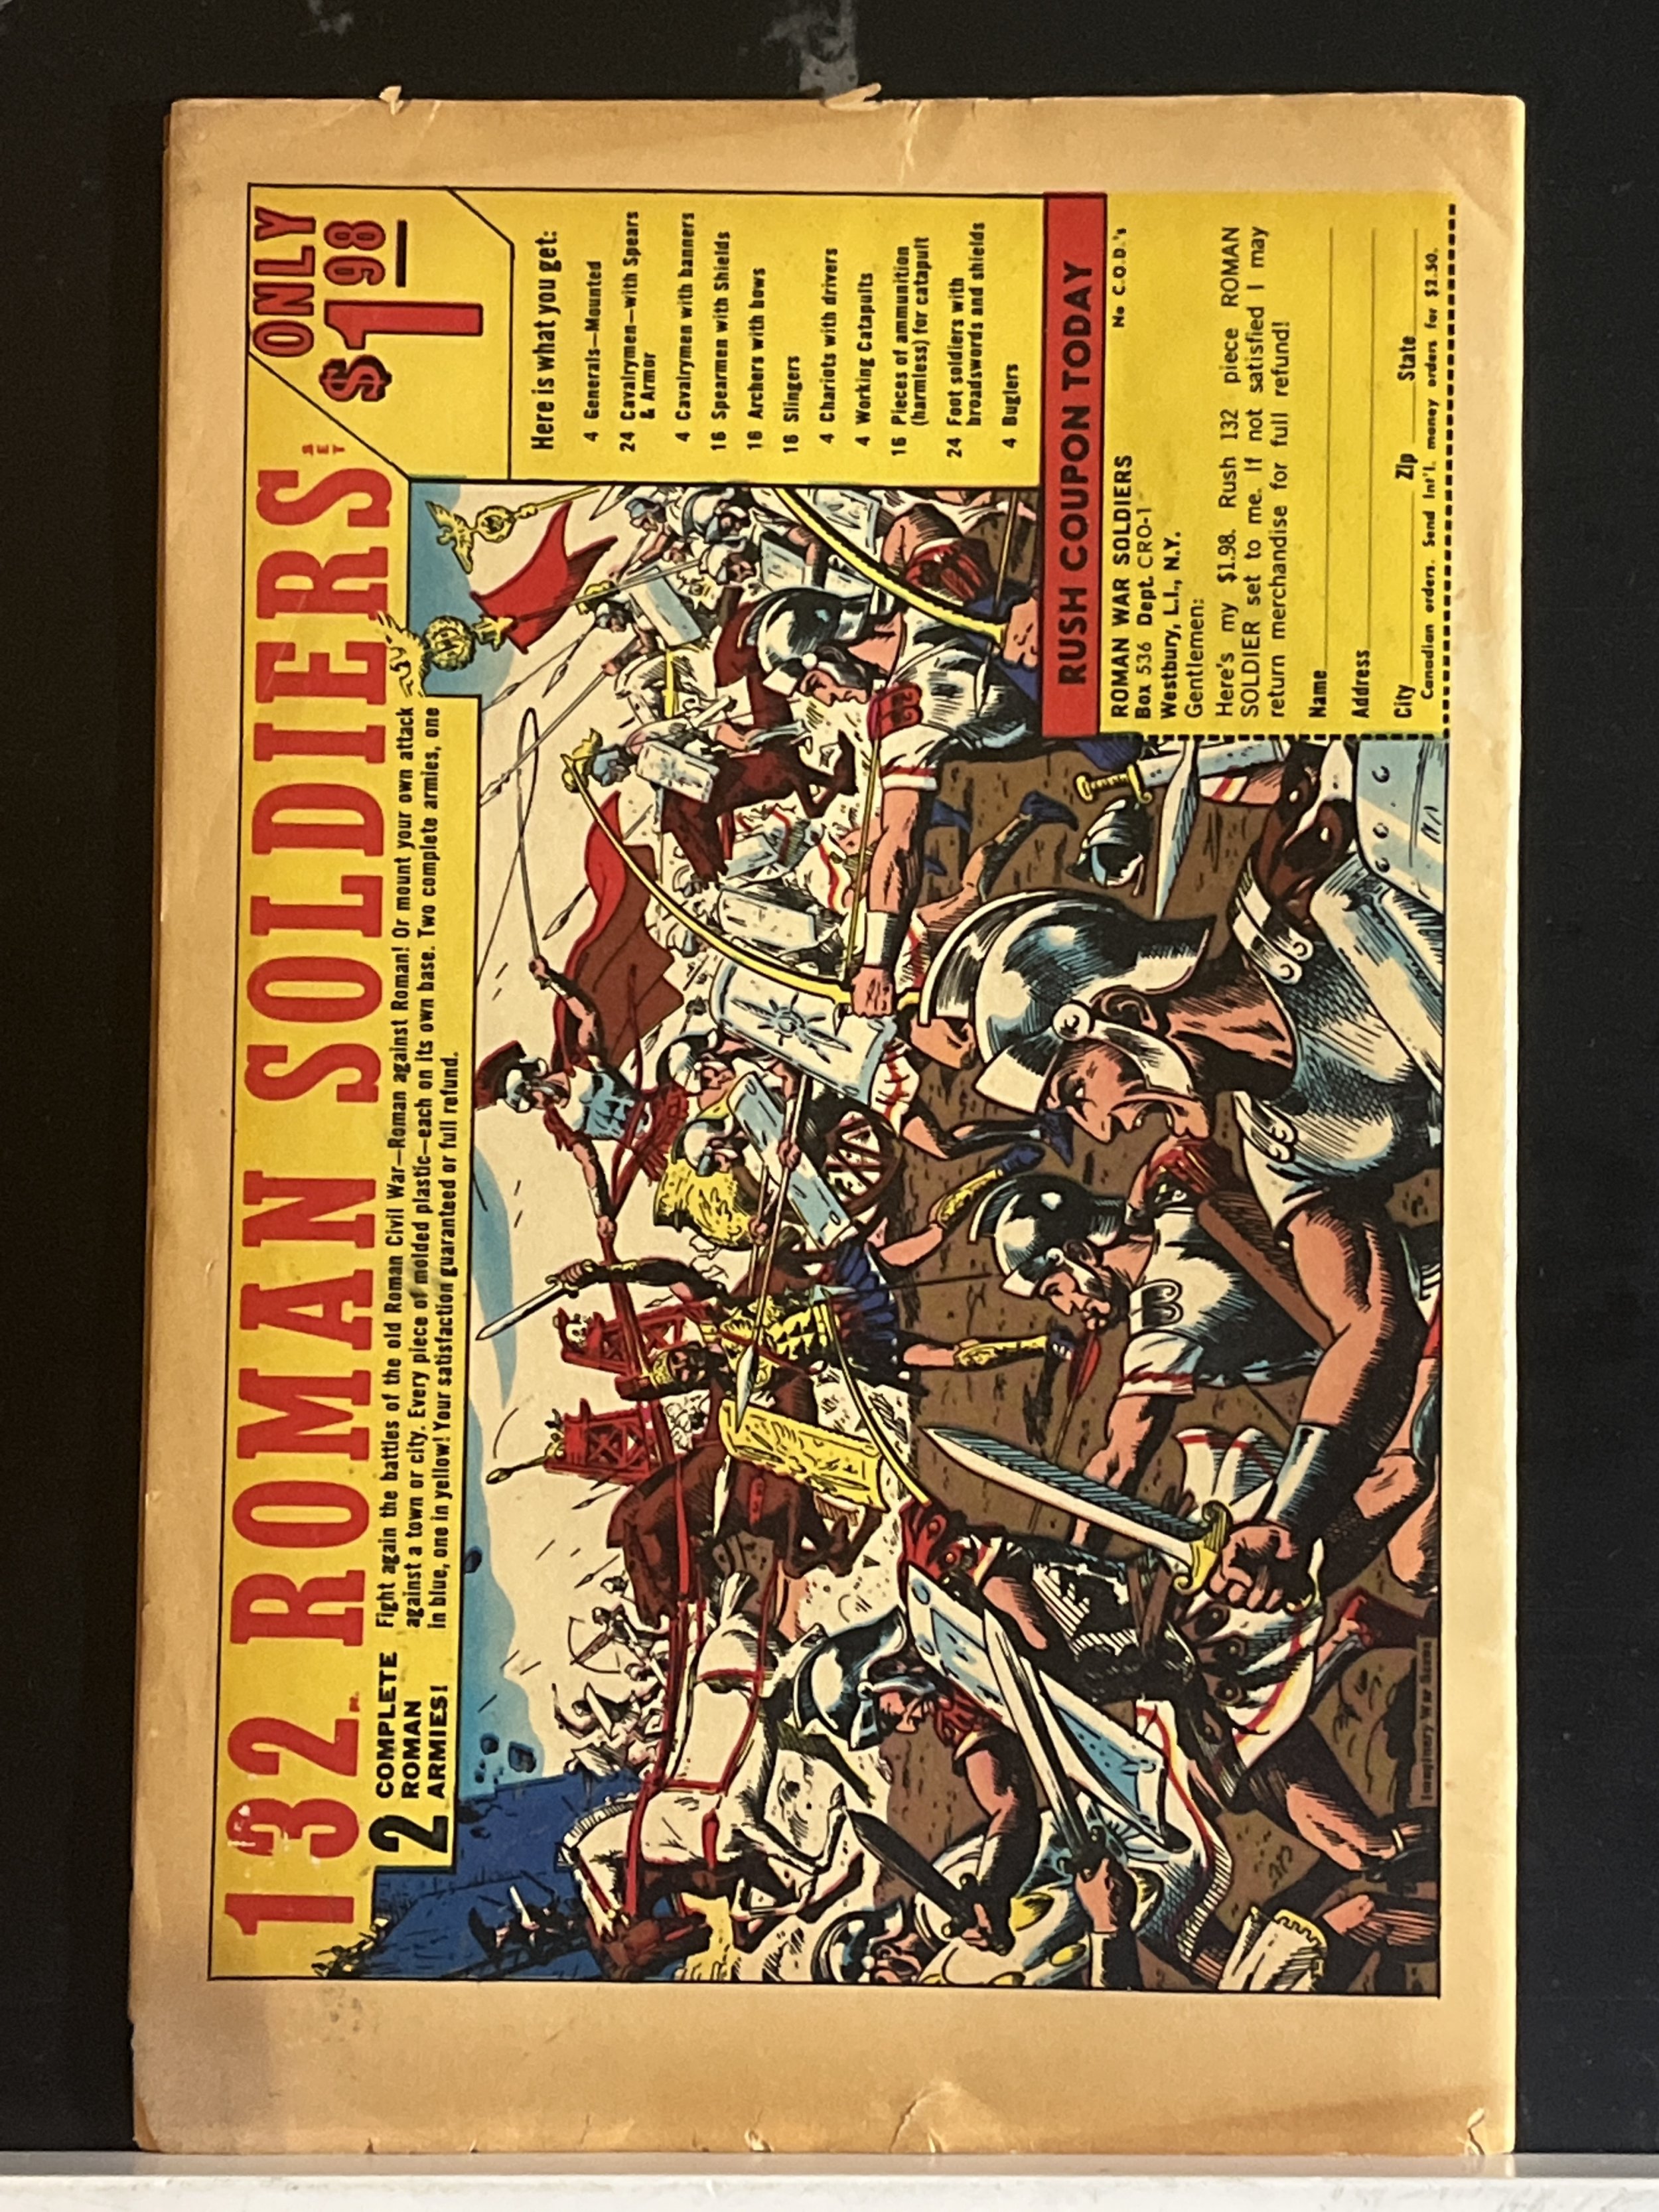 132 PC. ROMAN SOLDIERS SET
ONLY
$1.98
2 COMPLETE
ROMAN
ARMIES!
Fight again the battles of the old Roman Civil War—Roman against Roman! Or mount your own attack
against a town or city. Every piece of molded plastic—each on its own base. Two complete armies, one
in blue, one in yellow! Your satisfaction guaranteed or full refund.
Here is what you get:
4 Generals—Mounted
24 Cavalrymen—with Spears
& Armor
4 Cavalrymen with banners
16 Spearmen with Shields
16 Archers with bows
16 Slingers
4 Chariots with drivers
4 Working Catapults
16 Pieces of ammunition
(harmless) for catapult
24 Foot soldiers with
broadswords and shields
4 Buglers
RUSH COUPON TODAY
ROMAN WAR SOLDIERS No C.O.D.'s
Box 536 Dept. CRO-1
Westbury, L.I., N.Y.
Gentlemen:
Here's my $1.98. Rush 132 piece ROMAN
SOLDIER set to me. If not satisfied I may
return merchandise for full refund!
Name
Address
City Zip State
Canadian orders. Send Int'l. money orders for $2.50.
Imaginary War Scene